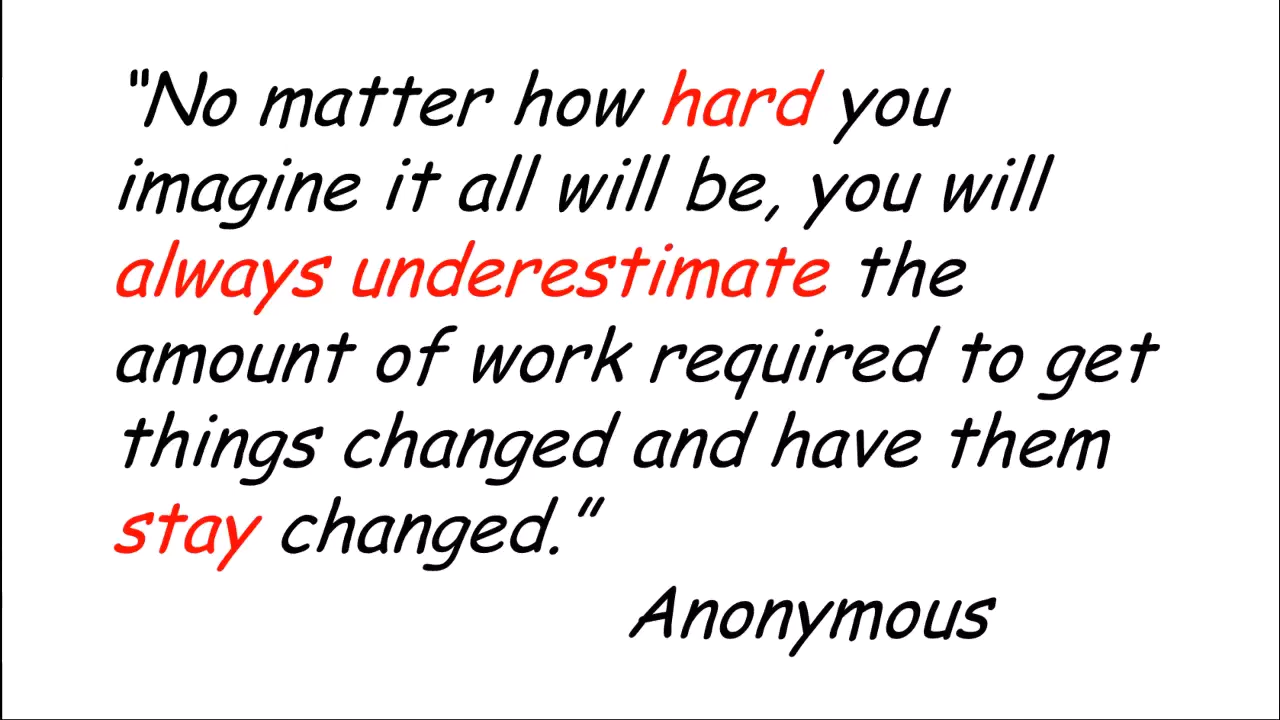 "No matter how hard you
imagine it all will be, you will
always underestimate the
amount of work required to get
things changed and have them
stay changed."
Anonymous